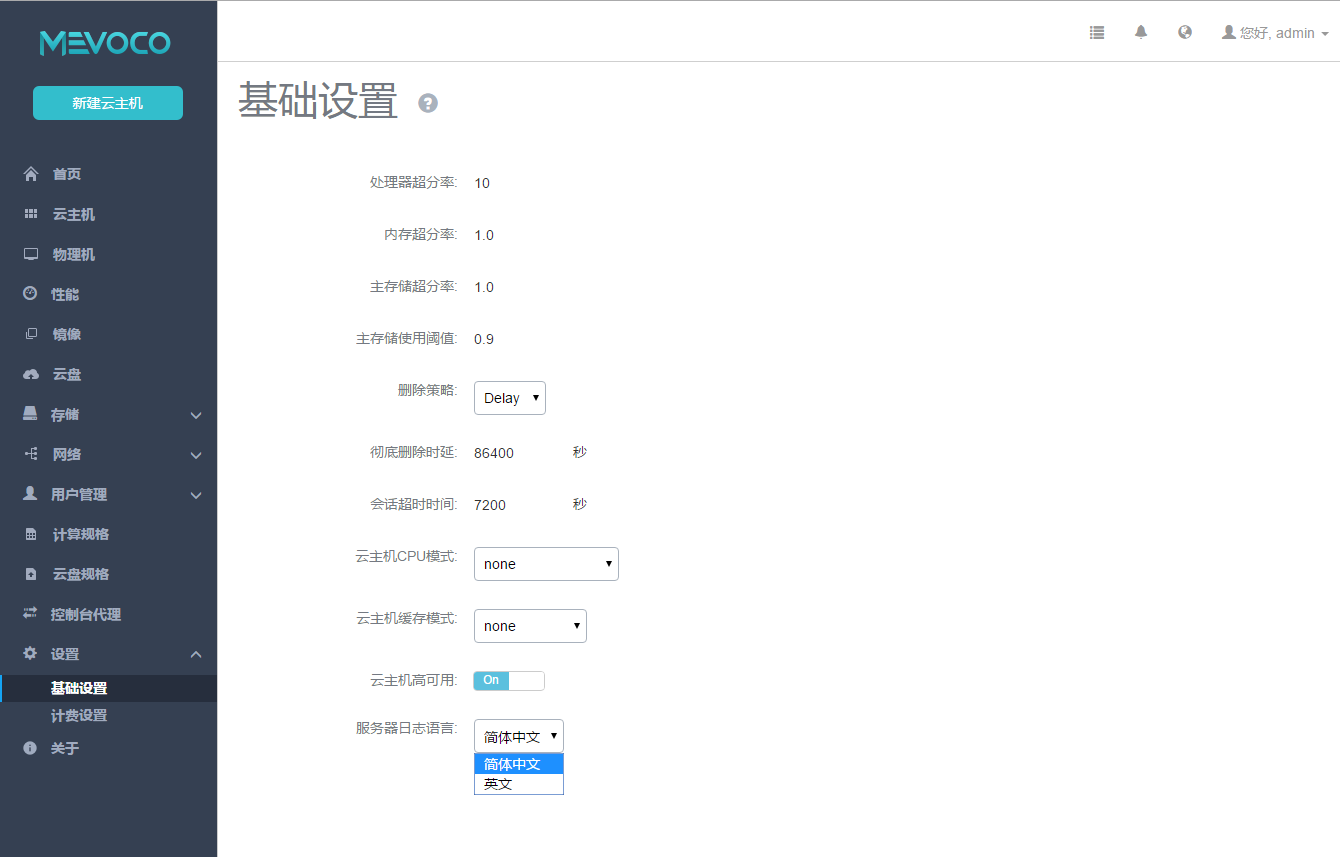 MEVOCO
新建云主机
首页
云主机
物理机
性能
镜像
云盘
存储
网络
用户管理
计算规格
云盘规格
控制台代理
设置
基础设置
计费设置
关于
您好, admin
基础设置 ?
处理器超分率: 10
内存超分率: 1.0
主存储超分率: 1.0
主存储使用阈值: 0.9
删除策略: Delay
彻底删除时延: 86400 秒
会话超时时间: 7200 秒
云主机CPU模式: none
云主机缓存模式: none
云主机高可用: On
服务器日志语言: 简体中文
简体中文
英文